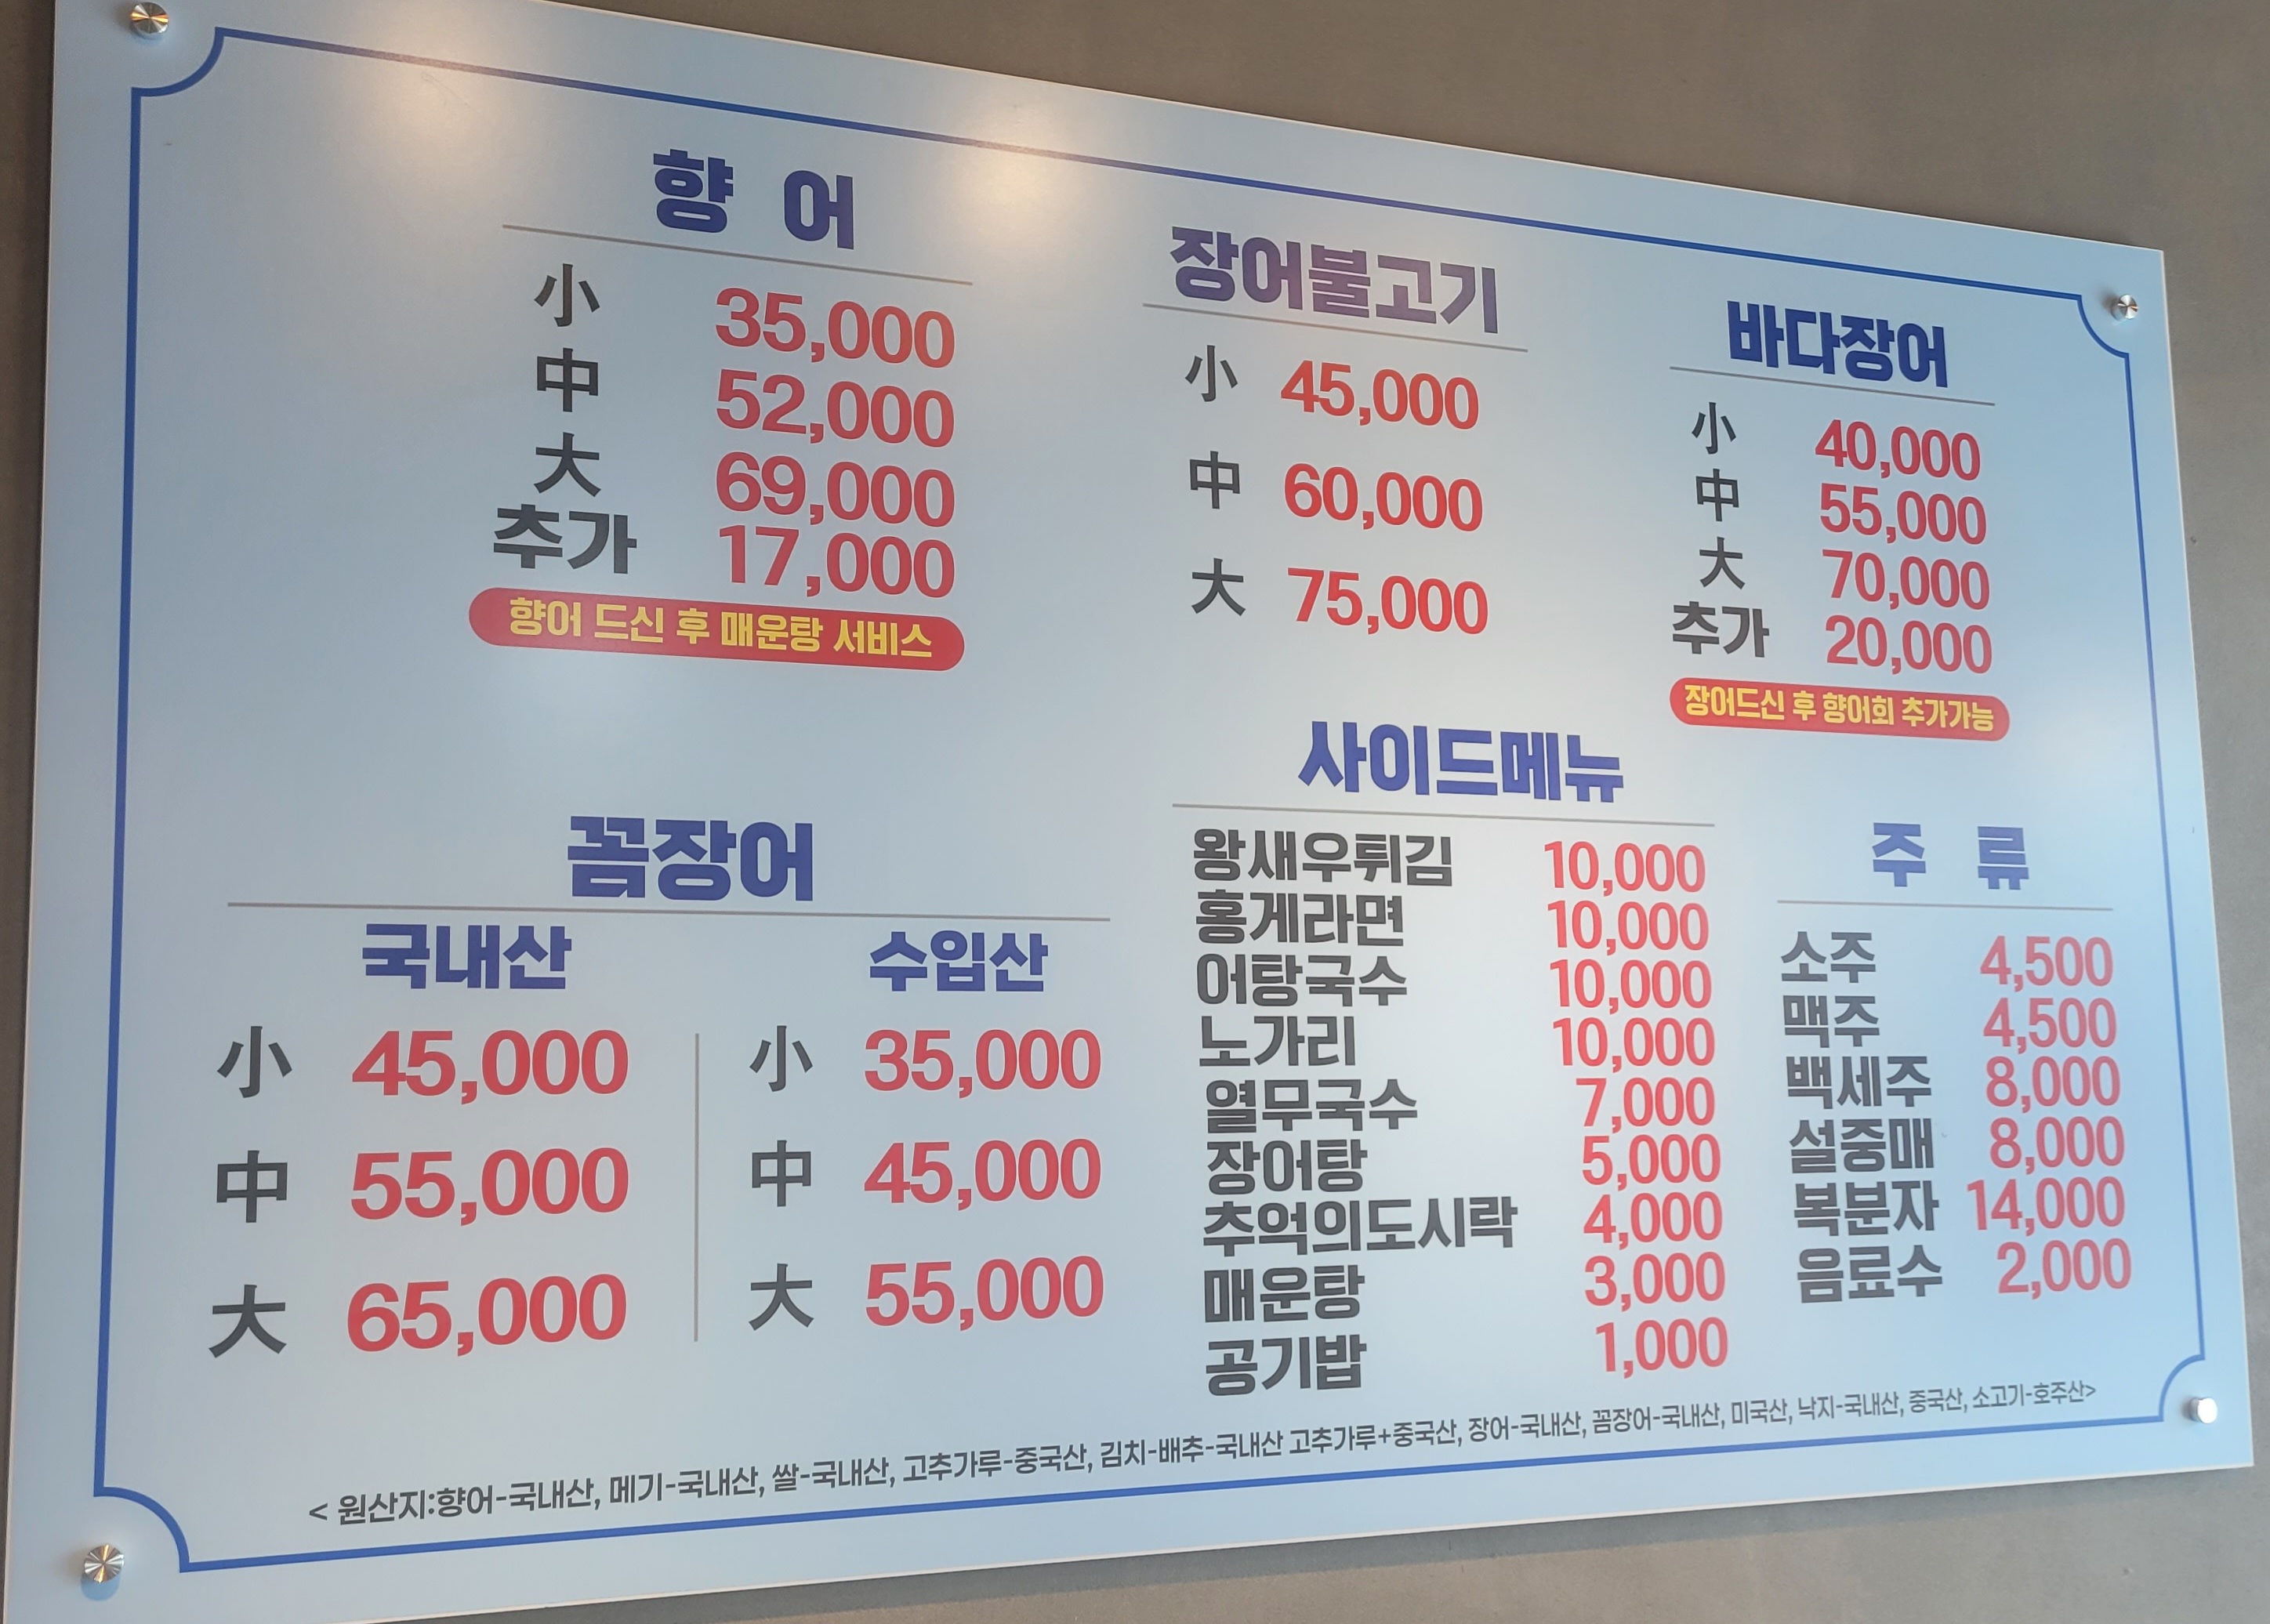 향 어
小 35,000
中 52,000
大 69,000
추가 17,000
향어 드신 후 매운탕 서비스
장어불고기
小 45,000
中 60,000
大 75,000
바다장어
小 40,000
中 55,000
大 70,000
추가 20,000
장어드신 후 향어회 추가가능
꼼장어
국내산
小 45,000
中 55,000
大 65,000
수입산
小 35,000
中 45,000
大 55,000
사이드메뉴
왕새우튀김 10,000
홍게라면 10,000
어탕국수 10,000
노가리 10,000
열무국수 7,000
장어탕 5,000
추억의도시락 4,000
매운탕 3,000
공기밥 1,000
주 류
소주 4,500
맥주 4,500
백세주 8,000
설중매 8,000
복분자 14,000
음료수 2,000
< 원산지:향어-국내산, 메기-국내산, 쌀-국내산, 고추가루-중국산, 김치-배추-국내산 고추가루+중국산, 장어-국내산, 꼼장어-국내산, 미국산, 낙지-국내산, 중국산, 소고기-호주산>